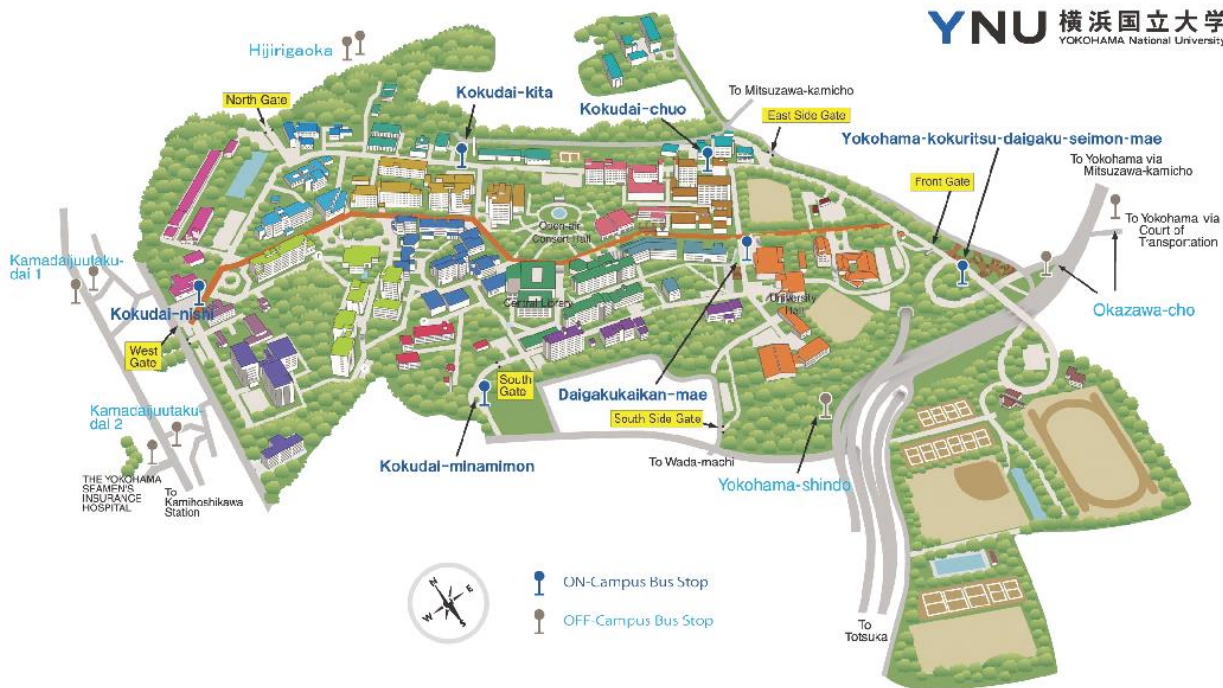 YNU 横浜国立大学
YOKOHAMA National University
Hijirigaoka
North Gate
Kokudai-kita
Kokudai-chuo
To Mitsuzawa-kamicho
East Side Gate
Yokohama-kokuritsu-daigaku-seimon-mae
To Yokohama via
Mitsuzawa-kamicho
Front Gate
To Yokohama via
Court of
Transportation
Open-air
Consort Hall
Kamadaijuutaku-
dai 1
Central Library
University
Hall
Okazawa-cho
Kokudai-nishi
West
Gate
South
Gate
Daigakukaikan-mae
Kamadaijuutaku-
dai 2
South Side Gate
Kokudai-minamimon
To Wada-machi
Yokohama-shindo
THE YOKOHAMA
SEAMEN'S
INSURANCE
HOSPITAL
To
Kamihoshikawa
Station
N
E
W
S
ON-Campus Bus Stop
OFF-Campus Bus Stop
To
Totsuka